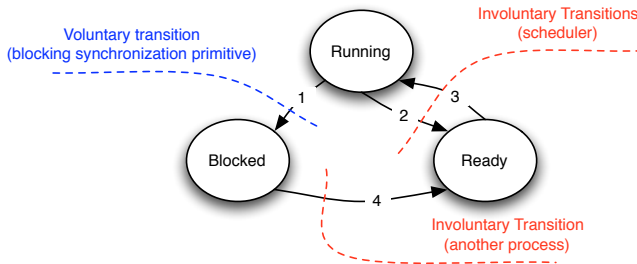 Voluntary transition
(blocking synchronization primitive)
Involuntary Transitions
(scheduler)
Running
1
2
3
Blocked
Ready
4
Involuntary Transition
(another process)